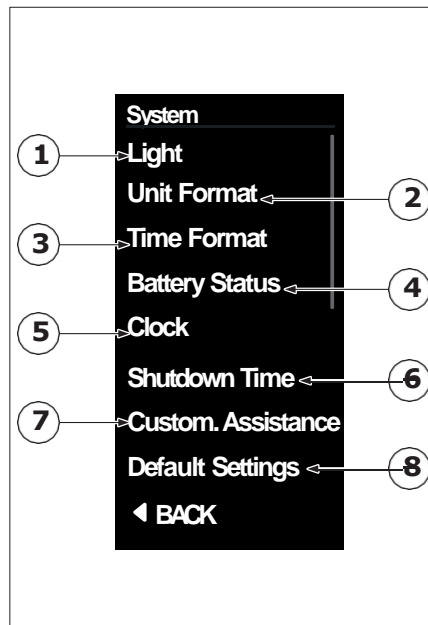 System
1 Light
Unit Format 2
3 Time Format
Battery Status 4
5 Clock
Shutdown Time 6
7 Custom. Assistance
Default Settings 8
BACK